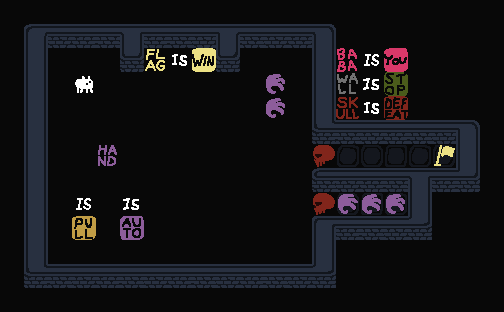 FLAG IS WIN
BABA IS YOU
WALL IS STOP
SKULL IS DEFEAT
HAND
IS IS
PULL AUTO